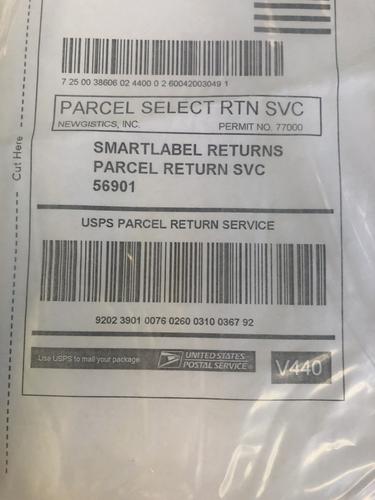 7 25 00 38606 02 4400 0 2 60042003049 1
PARCEL SELECT RTN SVC
NEWGISTICS, INC. PERMIT NO. 77000
SMARTLABEL RETURNS
PARCEL RETURN SVC
56901
Cut Here
USPS PARCEL RETURN SERVICE
9202 3901 0076 0260 0310 0367 92
Use USPS to mail your package
UNITED STATES
POSTAL SERVICE®
V440